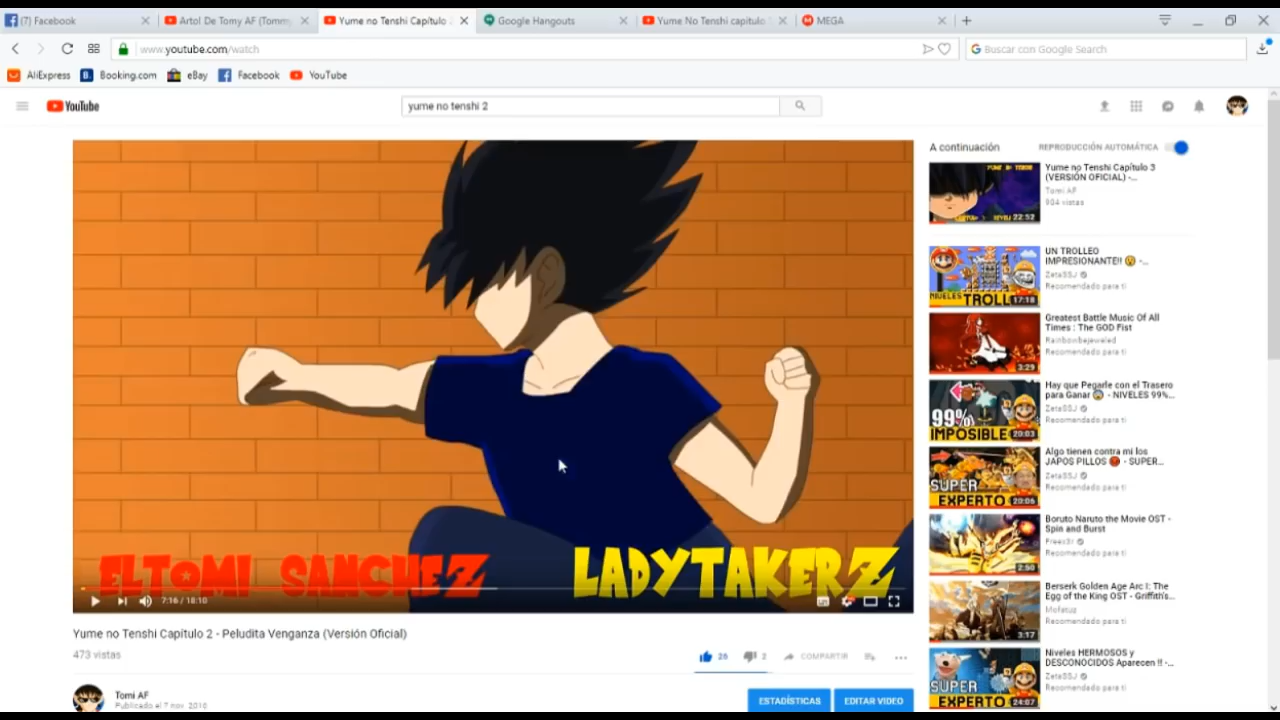 (7) Facebook
Artol De Tomy AF (Tommy
Yume no Tenshi Capítulo 2
Google Hangouts
Yume No Tenshi capitulo
MEGA
www.youtube.com/watch
Buscar con Google Search
AliExpress
Booking.com
eBay
Facebook
YouTube
YouTube
yume no tenshi 2
A continuación
REPRODUCCIÓN AUTOMÁTICA
YUME NO TENSHI
22:52
Yume no Tenshi Capítulo 3
(VERSIÓN OFICIAL) -...
Tomi AF
904 vistas
NIVELES TROLL
17:18
UN TROLLEO
IMPRESIONANTE!! 😲 -...
ZetaSSJ
Recomendado para ti
3:29
Greatest Battle Music Of All
Times : The GOD Fist
Rainbowbejeweled
Recomendado para ti
99%
IMPOSIBLE
20:03
Hay que Pegarle con el Trasero
para Ganar 😨 - NIVELES 99%...
ZetaSSJ
Recomendado para ti
SUPER
EXPERTO
20:06
Algo tienen contra mi los
JAPOS PILLOS 😡 - SUPER...
ZetaSSJ
Recomendado para ti
2:50
Boruto Naruto the Movie OST -
Spin and Burst
Recomendado para ti
3:17
Berserk Golden Age Arc I: The
Egg of the King OST - Griffith's...
Recomendado para ti
SUPER
EXPERTO
24:07
Niveles HERMOSOS y
DESCONOCIDOS Aparecen !! -...
ZetaSSJ
Recomendado para ti
LADYTAKERZ
7:16 / 18:10
Yume no Tenshi Capítulo 2 - Peludita Venganza (Versión Oficial)
473 vistas
26
2
COMPARTIR
Tomi AF
Publicado el 7 nov. 2016
ESTADÍSTICAS
EDITAR VIDEO